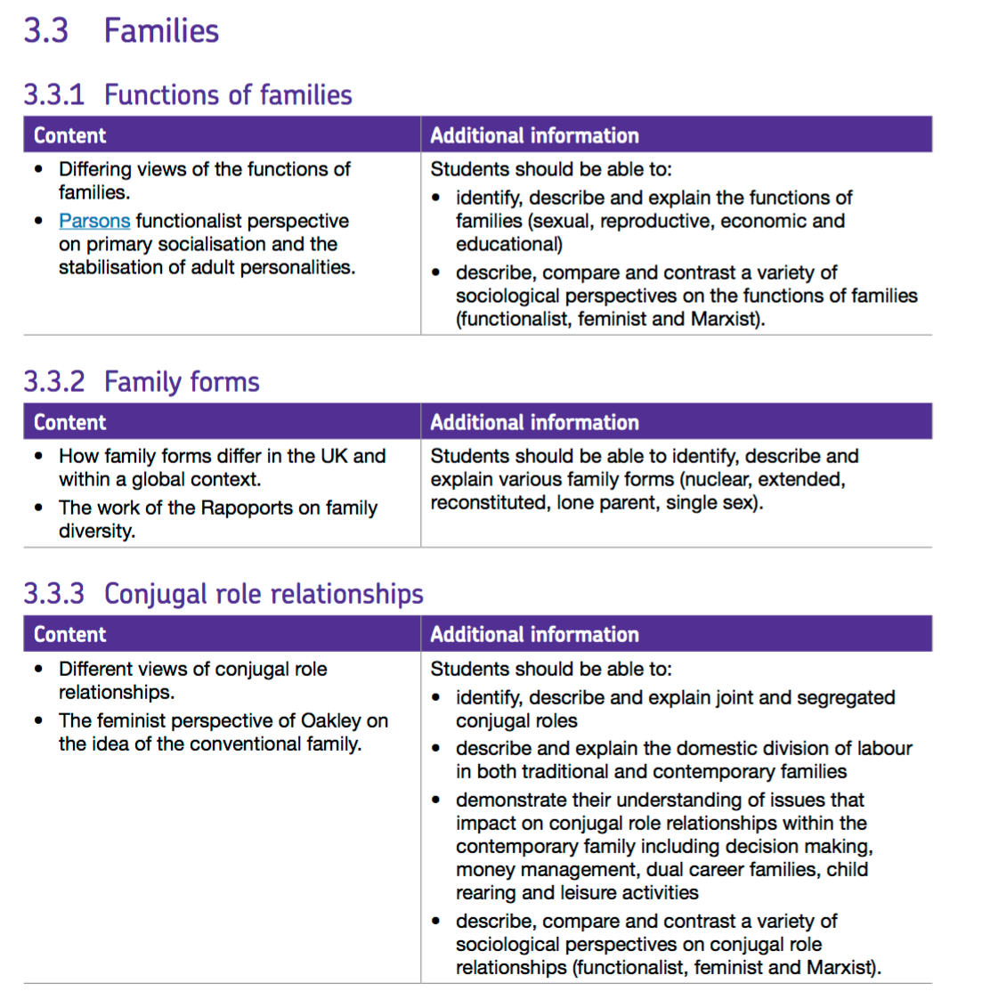 3.3 Families
3.3.1 Functions of families
Content
Additional information
• Differing views of the functions of
families.
• Parsons functionalist perspective
on primary socialisation and the
stabilisation of adult personalities.
Students should be able to:
• identify, describe and explain the functions of
families (sexual, reproductive, economic and
educational)
• describe, compare and contrast a variety of
sociological perspectives on the functions of families
(functionalist, feminist and Marxist).
3.3.2 Family forms
Content
Additional information
• How family forms differ in the UK and
within a global context.
• The work of the Rapoports on family
diversity.
Students should be able to identify, describe and
explain various family forms (nuclear, extended,
reconstituted, lone parent, single sex).
3.3.3 Conjugal role relationships
Content
Additional information
• Different views of conjugal role
relationships.
• The feminist perspective of Oakley on
the idea of the conventional family.
Students should be able to:
• identify, describe and explain joint and segregated
conjugal roles
• describe and explain the domestic division of labour
in both traditional and contemporary families
• demonstrate their understanding of issues that
impact on conjugal role relationships within the
contemporary family including decision making,
money management, dual career families, child
rearing and leisure activities
• describe, compare and contrast a variety of
sociological perspectives on conjugal role
relationships (functionalist, feminist and Marxist).